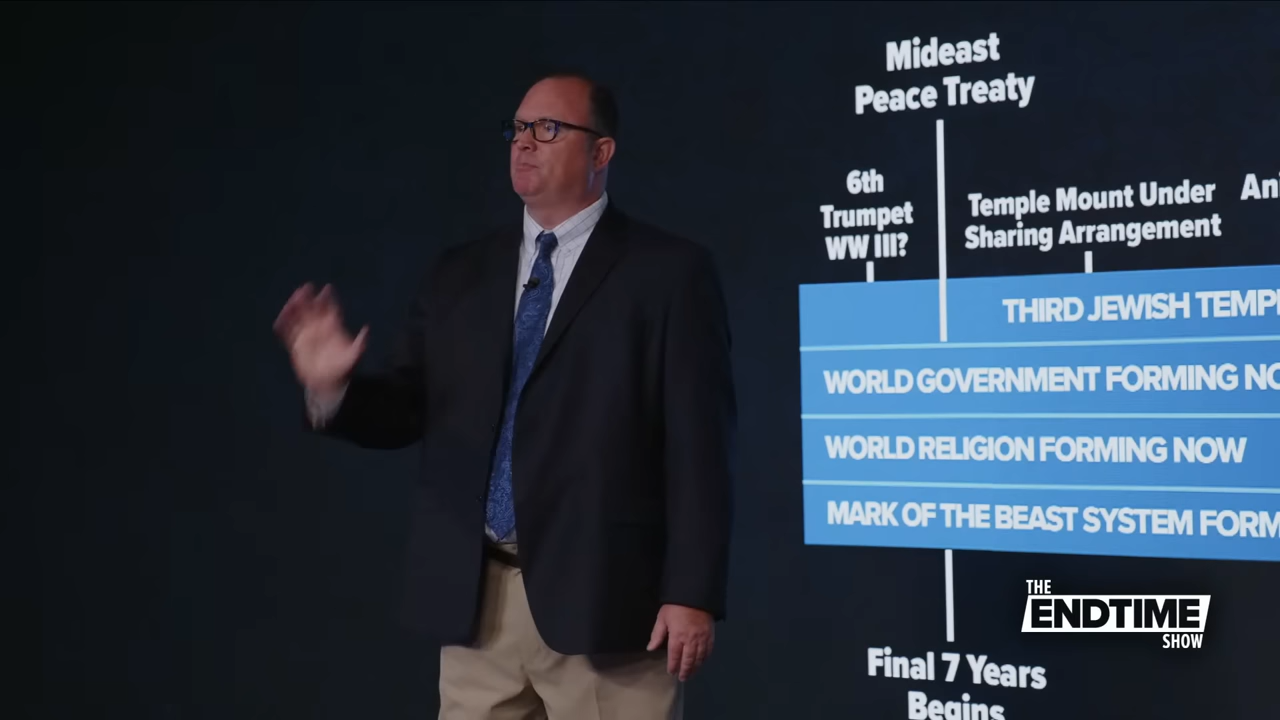 Mideast
Peace Treaty
6th
Trumpet
WW III?
Temple Mount Under
Sharing Arrangement
THIRD JEWISH TEMP
WORLD GOVERNMENT FORMING NO
WORLD RELIGION FORMING NOW
MARK OF THE BEAST SYSTEM FORM
Final 7 Years
Begins
THE
ENDTIME
SHOW